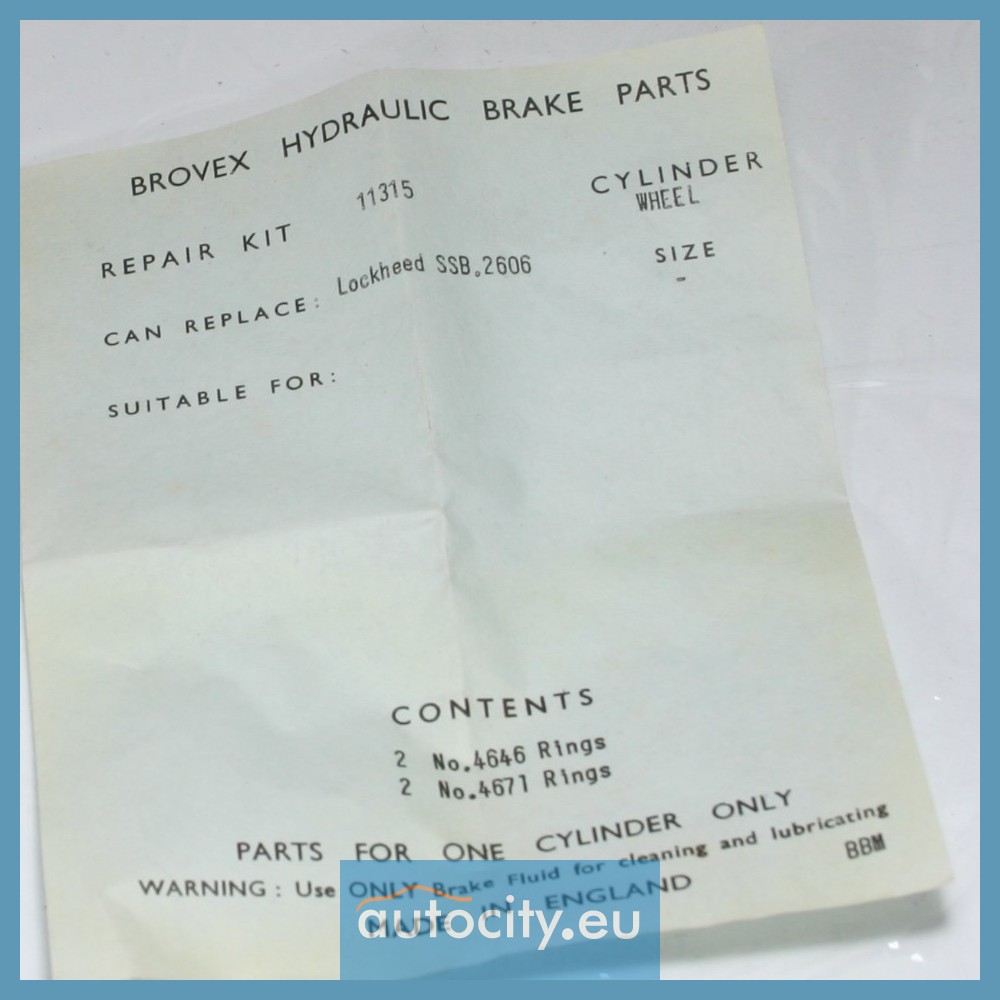 BROVEX HYDRAULIC BRAKE PARTS
REPAIR KIT 11315 CYLINDER
WHEEL
CAN REPLACE: Lockheed SSB.2606 SIZE
-
SUITABLE FOR:
CONTENTS
2 No.4646 Rings
2 No.4671 Rings
PARTS FOR ONE CYLINDER ONLY
WARNING: Use ONLY Brake Fluid for cleaning and lubricating
BBM
MADE IN ENGLAND
autocity.eu